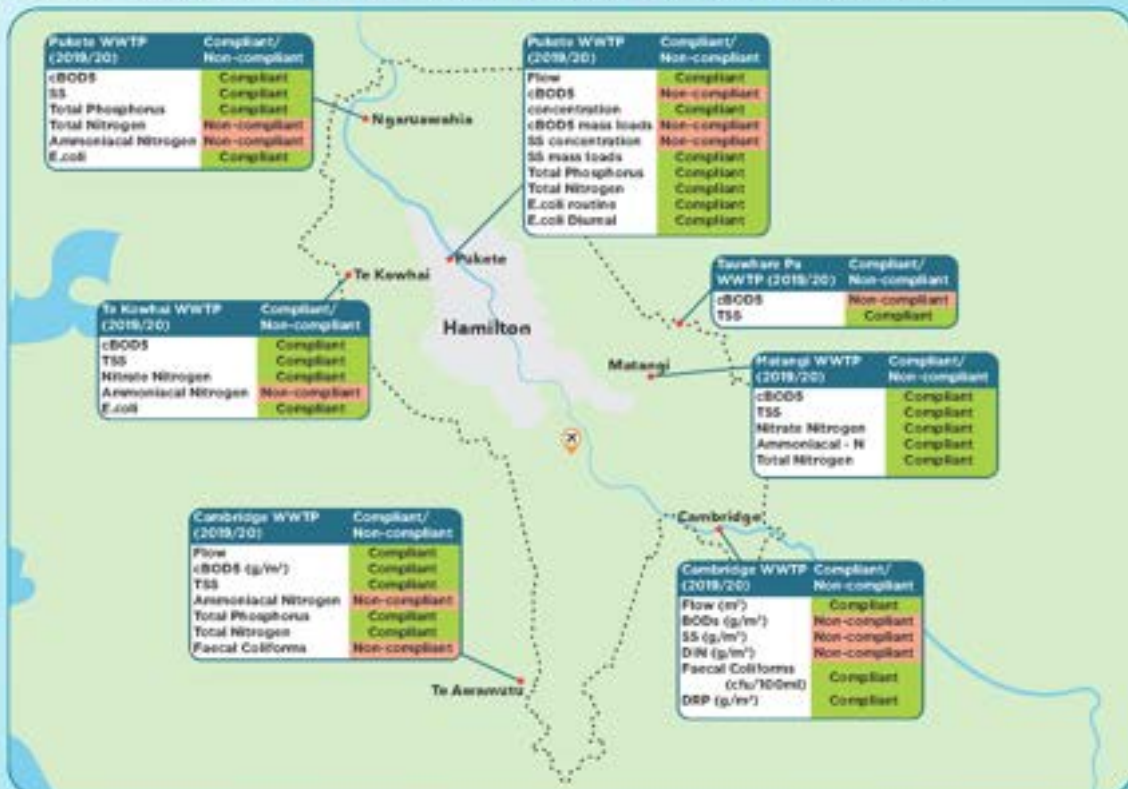 Pukete WWTP Compliant/
(2019/20) Non-compliant
cBOD5 Compliant
SS Compliant
Total Phosphorus Compliant
Total Nitrogen Non-compliant
Ammoniacal Nitrogen Non-compliant
E.coli Compliant
Pukete WWTP Compliant/
(2019/20) Non-compliant
Flow Compliant
cBOD5 Non-compliant
concentration Compliant
cBOD5 mass loads Non-compliant
SS concentration Non-compliant
SS mass loads Compliant
Total Phosphorus Compliant
Total Nitrogen Compliant
E.coli routine Compliant
E.coli Diurnal Compliant
Ngaruawahia
Pukete
Te Kowhai
Hamilton
Matangi
Tauwhare Pa Compliant/
WWTP (2019/20) Non-compliant
cBOD5 Non-compliant
TSS Compliant
Te Kowhai WWTP Compliant/
(2019/20) Non-compliant
cBOD5 Compliant
TSS Compliant
Nitrate Nitrogen Compliant
Ammoniacal Nitrogen Non-compliant
E.coli Compliant
Matangi WWTP Compliant/
(2019/20) Non-compliant
cBOD5 Compliant
TSS Compliant
Nitrate Nitrogen Compliant
Ammoniacal - N Compliant
Total Nitrogen Compliant
Cambridge WWTP Compliant/
(2019/20) Non-compliant
Flow Compliant
cBOD5 (g/m³) Compliant
TSS Compliant
Ammoniacal Nitrogen Non-compliant
Total Phosphorus Compliant
Total Nitrogen Compliant
Faecal Coliforms Non-compliant
Te Awamutu
Cambridge
Cambridge WWTP Compliant/
(2019/20) Non-compliant
Flow (m³) Compliant
BODs (g/m³) Non-compliant
SS (g/m³) Non-compliant
DIN (g/m³) Non-compliant
Faecal Coliforms
(cfu/100ml) Compliant
DRP (g/m³) Compliant